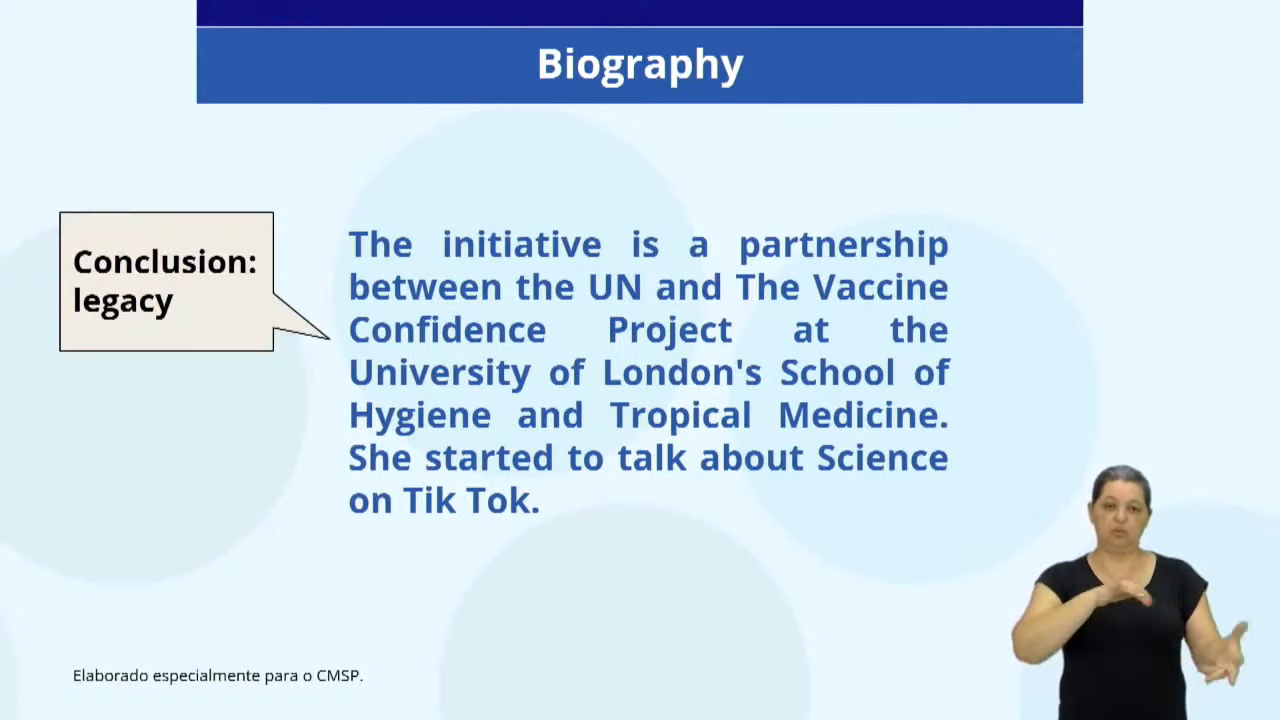 Biography
Conclusion:
legacy
The initiative is a partnership
between the UN and The Vaccine
Confidence Project at the
University of London's School of
Hygiene and Tropical Medicine.
She started to talk about Science
on Tik Tok.
Elaborado especialmente para o CMSP.